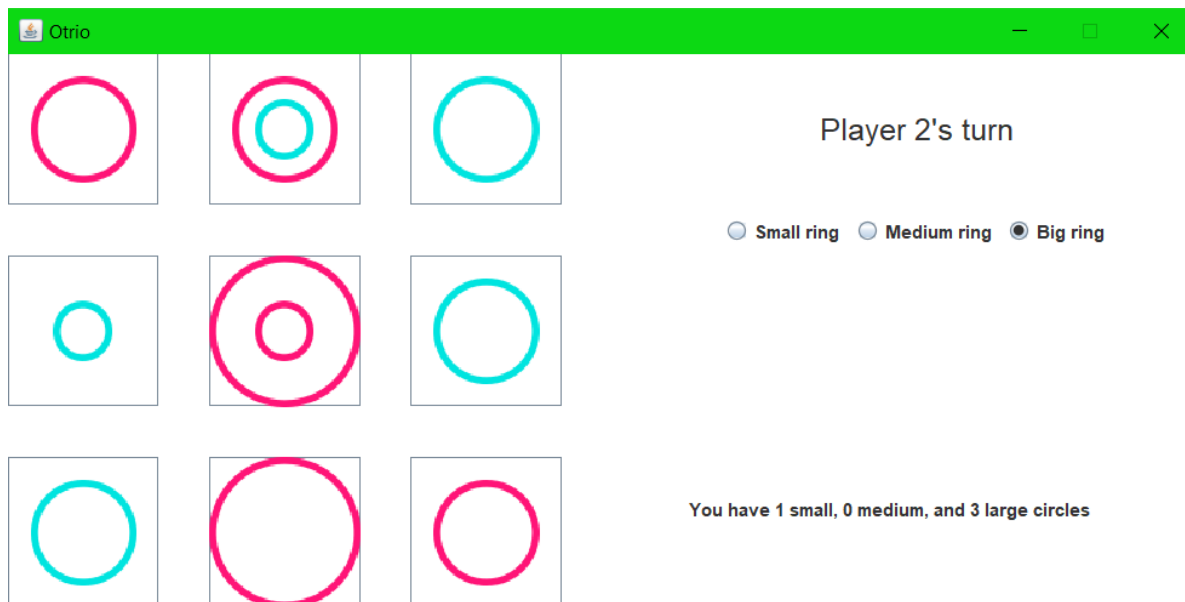 Otrio
Player 2's turn
Small ring Medium ring Big ring
You have 1 small, 0 medium, and 3 large circles